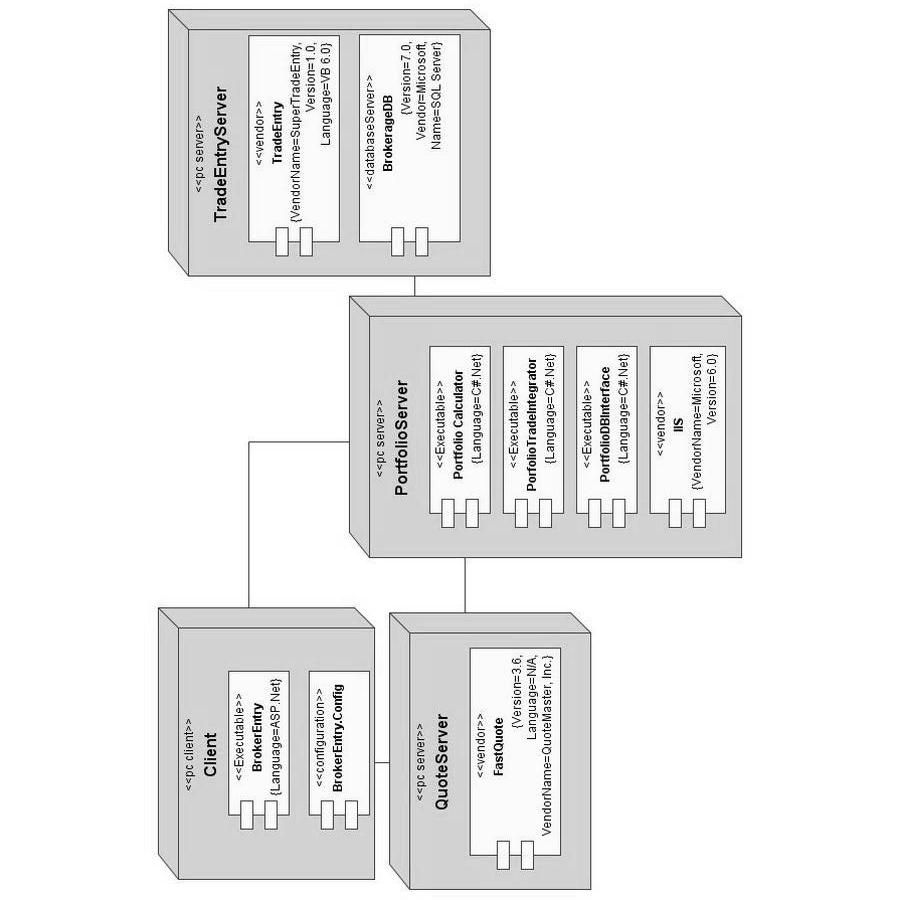 <<pc client>>
Client
<<Executable>>
BrokerEntry
{Language=ASP.Net}
<<configuration>>
BrokerEntry.Config
<<pc server>>
QuoteServer
<<vendor>>
FastQuote
{Version=3.6,
Language=N/A,
VendorName=QuoteMaster, Inc.}
<<pc server>>
PortfolioServer
<<Executable>>
Portfolio Calculator
{Language=C#.Net}
<<Executable>>
PorfolioTradeIntegrator
{Language=C#.Net}
<<Executable>>
PortfolioDBInterface
{Language=C#.Net}
<<vendor>>
IIS
{VendorName=Microsoft,
Version=6.0}
<<pc server>>
TradeEntryServer
<<vendor>>
TradeEntry
{VendorName=SuperTradeEntry,
Version=1.0,
Language=VB 6.0}
<<databaseServer>>
BrokerageDB
{Version=7.0,
Vendor=Microsoft,
Name=SQL Server}